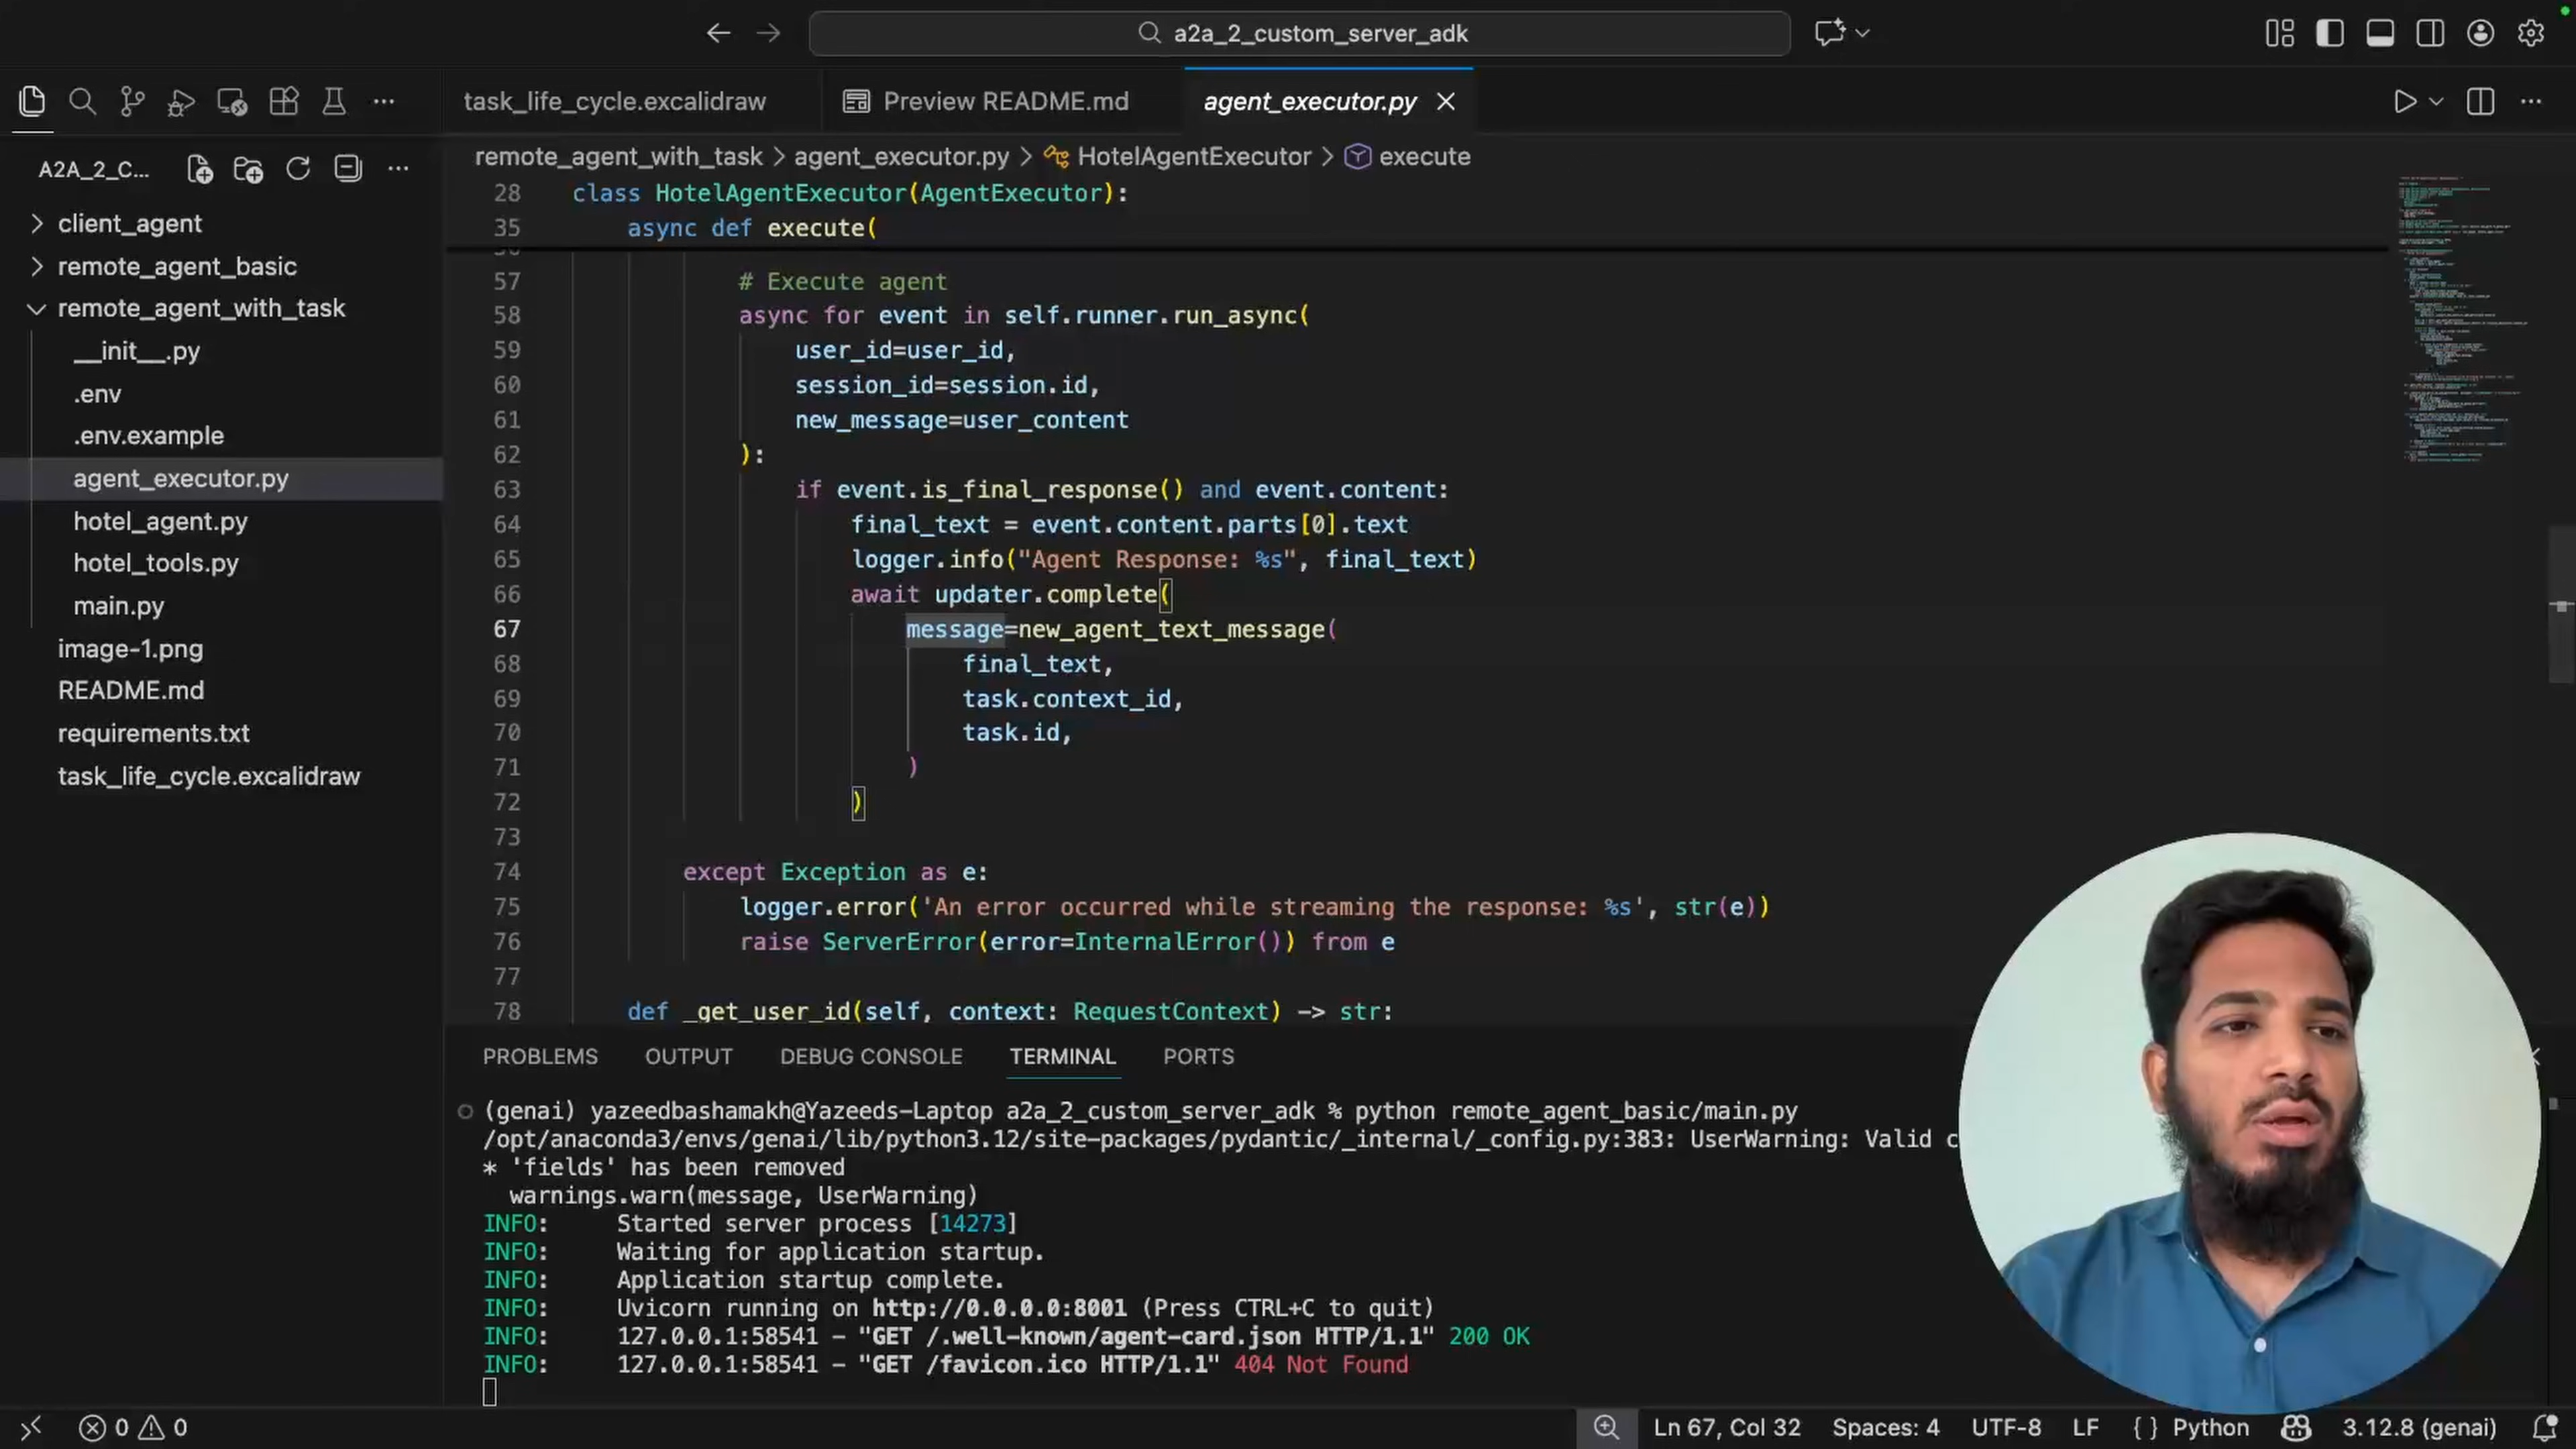 a2a_2_custom_server_adk
task_life_cycle.excalidraw
Preview README.md
agent_executor.py
A2A_2_C...
remote_agent_with_task > agent_executor.py > HotelAgentExecutor > execute
client_agent
remote_agent_basic
remote_agent_with_task
__init__.py
.env
.env.example
agent_executor.py
hotel_agent.py
hotel_tools.py
main.py
image-1.png
README.md
requirements.txt
task_life_cycle.excalidraw
28 class HotelAgentExecutor(AgentExecutor):
35 async def execute(
57 # Execute agent
58 async for event in self.runner.run_async(
59 user_id=user_id,
60 session_id=session.id,
61 new_message=user_content
62 ):
63 if event.is_final_response() and event.content:
64 final_text = event.content.parts[0].text
65 logger.info("Agent Response: %s", final_text)
66 await updater.complete(
67 message=new_agent_text_message(
68 final_text,
69 task.context_id,
70 task.id,
71 )
72 )
73
74 except Exception as e:
75 logger.error('An error occurred while streaming the response: %s', str(e))
76 raise ServerError(error=InternalError()) from e
77
78 def _get_user_id(self, context: RequestContext) -> str:
PROBLEMS OUTPUT DEBUG CONSOLE TERMINAL PORTS
(genai) yazeedbashamakh@Yazeeds-Laptop a2a_2_custom_server_adk % python remote_agent_basic/main.py
/opt/anaconda3/envs/genai/lib/python3.12/site-packages/pydantic/_internal/_config.py:383: UserWarning: Valid c
* 'fields' has been removed
warnings.warn(message, UserWarning)
INFO: Started server process [14273]
INFO: Waiting for application startup.
INFO: Application startup complete.
INFO: Uvicorn running on http://0.0.0.0:8001 (Press CTRL+C to quit)
INFO: 127.0.0.1:58541 - "GET /.well-known/agent-card.json HTTP/1.1" 200 OK
INFO: 127.0.0.1:58541 - "GET /favicon.ico HTTP/1.1" 404 Not Found
0 0 Ln 67, Col 32 Spaces: 4 UTF-8 LF { } Python 3.12.8 (genai)